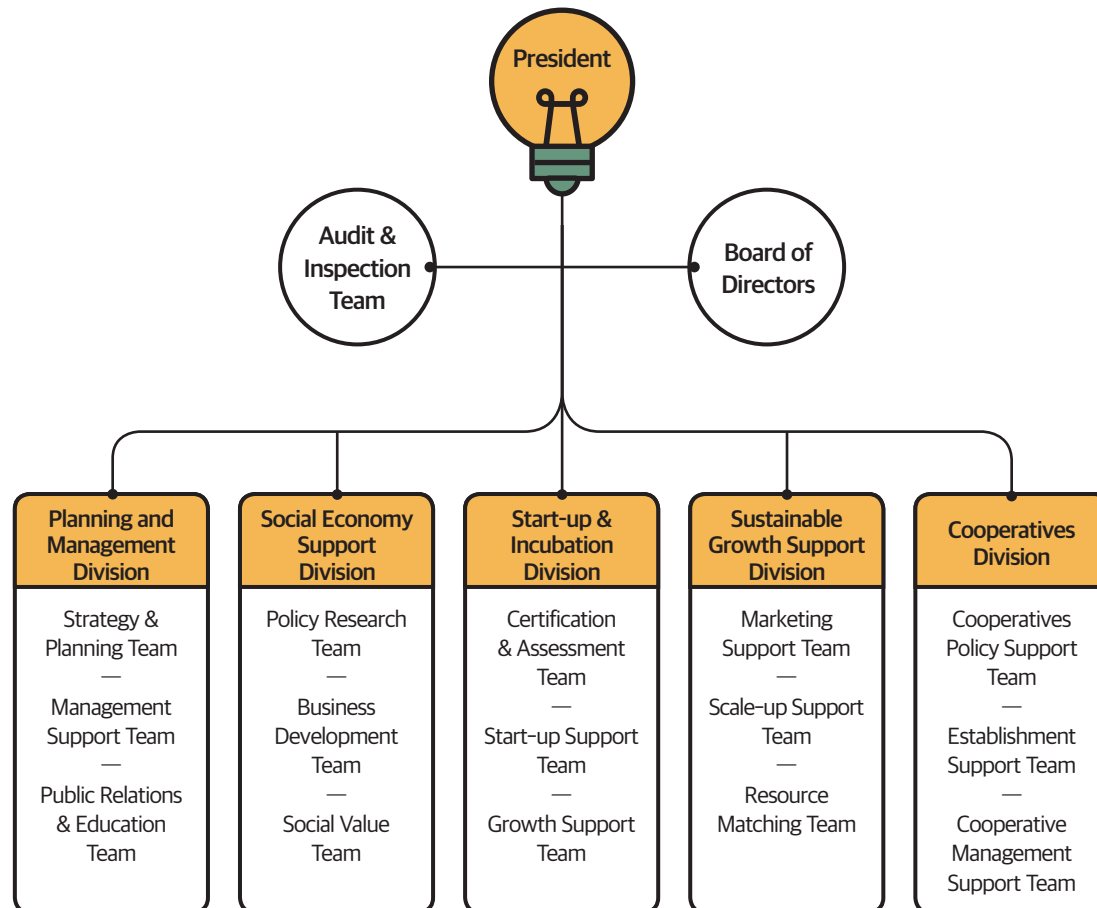 President
Audit &
Inspection
Team
Board of
Directors
Planning and
Management
Division
Strategy &
Planning Team
—
Management
Support Team
—
Public Relations
& Education
Team
Social Economy
Support
Division
Policy Research
Team
—
Business
Development
Team
—
Social Value
Team
Start-up &
Incubation
Division
Certification
& Assessment
Team
—
Start-up Support
Team
—
Growth Support
Team
Sustainable
Growth Support
Division
Marketing
Support Team
—
Scale-up Support
Team
—
Resource
Matching Team
Cooperatives
Division
Cooperatives
Policy Support
Team
—
Establishment
Support Team
—
Cooperative
Management
Support Team